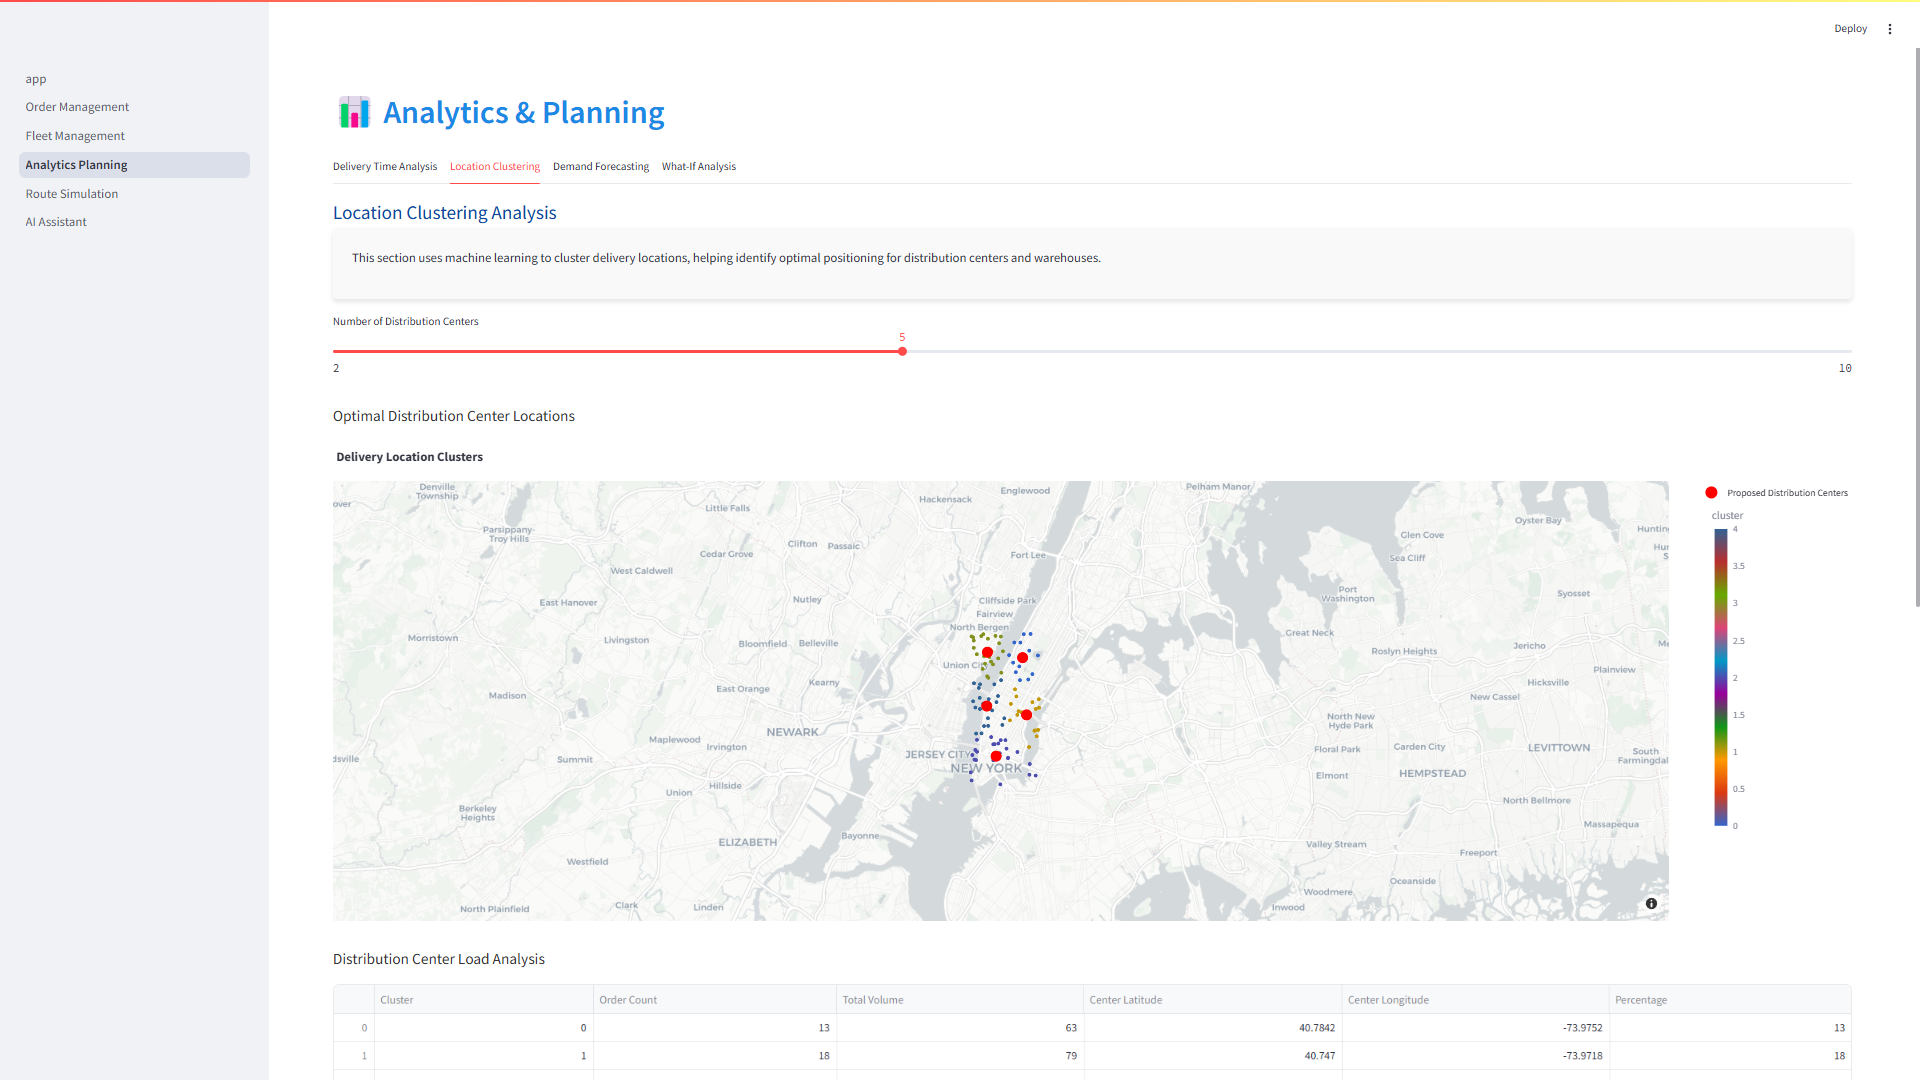 Deploy
app
Order Management
Fleet Management
Analytics Planning
Route Simulation
AI Assistant
Analytics & Planning
Delivery Time Analysis Location Clustering Demand Forecasting What-If Analysis
Location Clustering Analysis
This section uses machine learning to cluster delivery locations, helping identify optimal positioning for distribution centers and warehouses.
Number of Distribution Centers
5
2 10
Optimal Distribution Center Locations
Delivery Location Clusters
Proposed Distribution Centers
cluster
4
3.5
3
2.5
2
1.5
1
0.5
0
Denville
Township
over
Hackensack
Englewood
Pelham Manor
Little Falls
Parsippany-
Troy Hills
Clifton
Passaic
Cedar Grove
Fort Lee
Oyster Bay
Glen Cove
Sea Cliff
West Caldwell
East Hanover
Nutley
Cliffside Park
Fairview
North Bergen
Port
Washington
Syosset
Morristown
Livingston
Bloomfield
Belleville
Union Ci
Great Neck
Roslyn Heights
Jericho
Plainview
Hicksville
Madison
East Orange
Kearny
New Cassel
NEWARK
Maplewood
Irvington
JERSEY CITY
NEW YORK
North New
Hyde Park
Floral Park
Garden City
LEVITTOWN
South
Farmingdal
dsville
Summit
Union
Hillside
Elmont
HEMPSTEAD
North Bellmore
Berkeley
Heights
ELIZABETH
Bayonne
Massapequa
Valley Stream
Freeport
Westfield
Oceanside
Woodmere
Inwood
North Plainfield
Clark
Linden
Distribution Center Load Analysis
Cluster Order Count Total Volume Center Latitude Center Longitude Percentage
0 0 13 63 40.7842 -73.9752 13
1 1 18 79 40.747 -73.9718 18